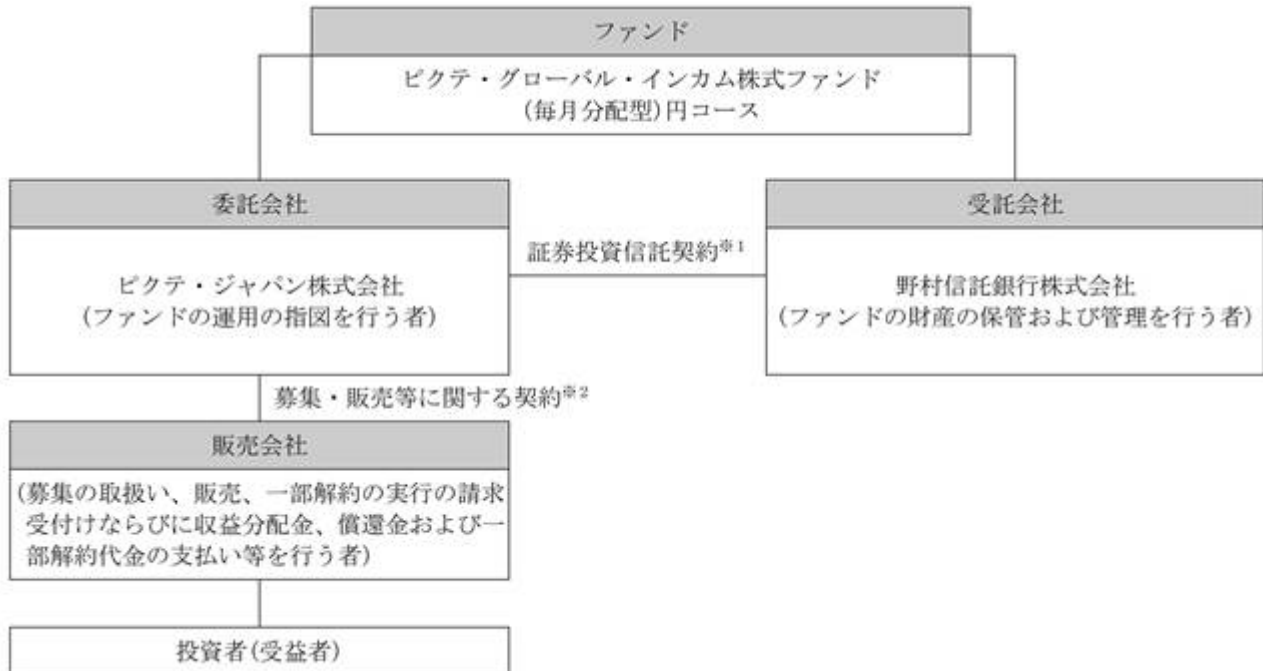 ファンド
ピクテ・グローバル・インカム株式ファンド
(毎月分配型)円コース
委託会社
ピクテ・ジャパン株式会社
(ファンドの運用の指図を行う者)
証券投資信託契約※1
受託会社
野村信託銀行株式会社
(ファンドの財産の保管および管理を行う者)
募集・販売等に関する契約※2
販売会社
(募集の取扱い、販売、一部解約の実行の請求
受付けならびに収益分配金、償還金および一
部解約代金の支払い等を行う者)
投資者(受益者)